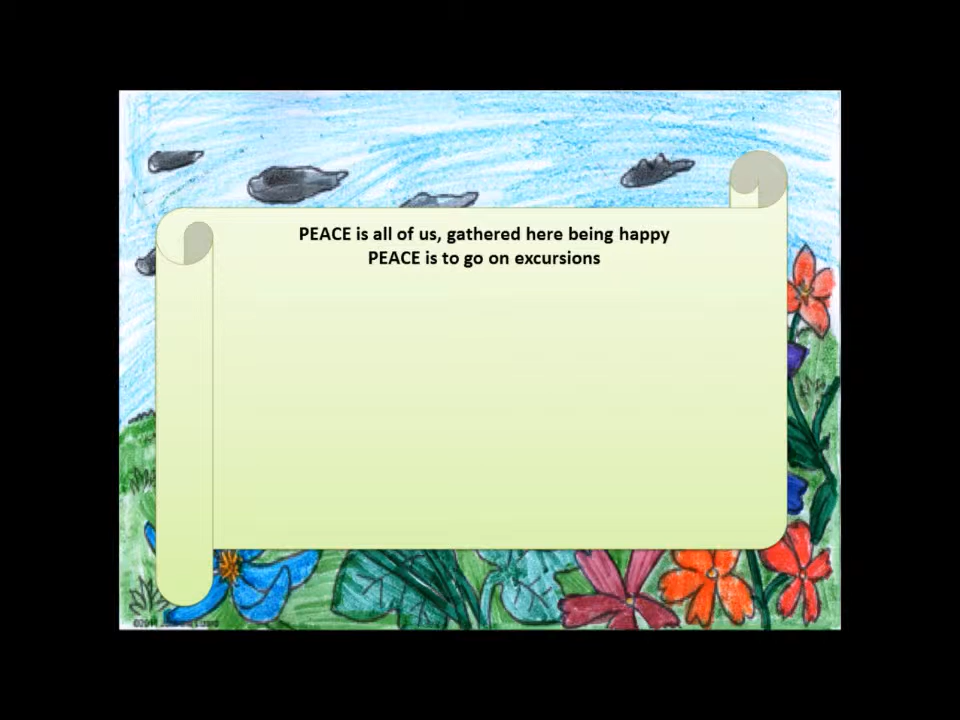 PEACE is all of us, gathered here being happy
PEACE is to go on excursions